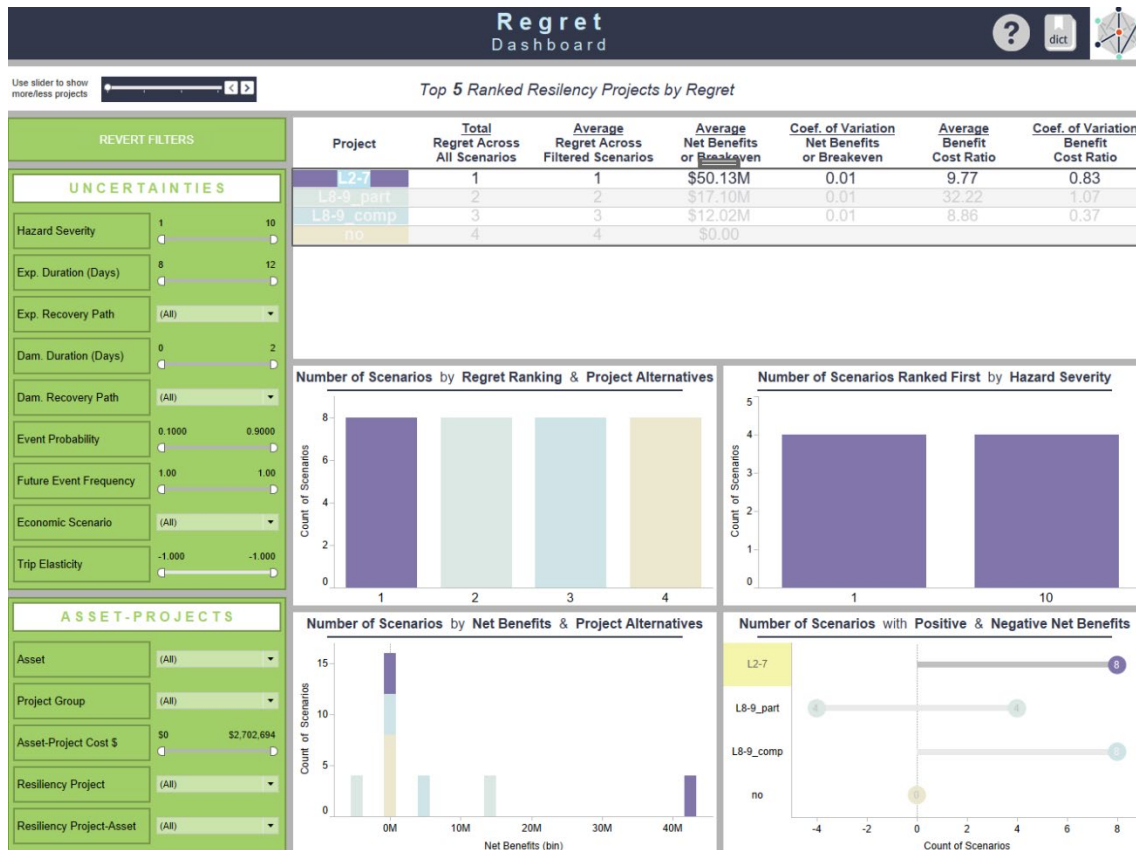 Regret
Dashboard
?
dict
Use slider to show
more/less projects
< >
Top 5 Ranked Resilency Projects by Regret
REVERT FILTERS
Project
Total
Regret Across
All Scenarios
Average
Regret Across
Filtered Scenarios
Average
Net Benefits
or Breakeven
Coef. of Variation
Net Benefits
or Breakeven
Average
Benefit
Cost Ratio
Coef. of Variation
Benefit
Cost Ratio
L2-7 1 1 $50.13M 0.01 9.77 0.83
L8-9_part 2 2 $17.10M 0.01 32.22 1.07
L8-9_comp 3 3 $12.02M 0.01 8.86 0.37
no 4 4 $0.00
UNCERTAINTIES
Hazard Severity 1 10
Exp. Duration (Days) 8 12
Exp. Recovery Path (All)
Dam. Duration (Days) 0 2
Dam. Recovery Path (All)
Event Probability 0.1000 0.9000
Future Event Frequency 1.00 1.00
Economic Scenario (All)
Trip Elasticity -1.000 -1.000
ASSET-PROJECTS
Asset (All)
Project Group (All)
Asset-Project Cost $ $0 $2,702,694
Resiliency Project (All)
Resiliency Project-Asset (All)
Number of Scenarios by Regret Ranking & Project Alternatives
Count of Scenarios
8
6
4
2
0
1 2 3 4
Number of Scenarios Ranked First by Hazard Severity
Count of Scenarios
5
4
3
2
1
0
1 10
Number of Scenarios by Net Benefits & Project Alternatives
Count of Scenarios
15
10
5
0
0M 10M 20M 30M 40M
Net Benefits (bin)
Number of Scenarios with Positive & Negative Net Benefits
L2-7 8
L8-9_part 4 4
L8-9_comp 8
no 0
-4 -2 0 2 4 6 8
Count of Scenarios